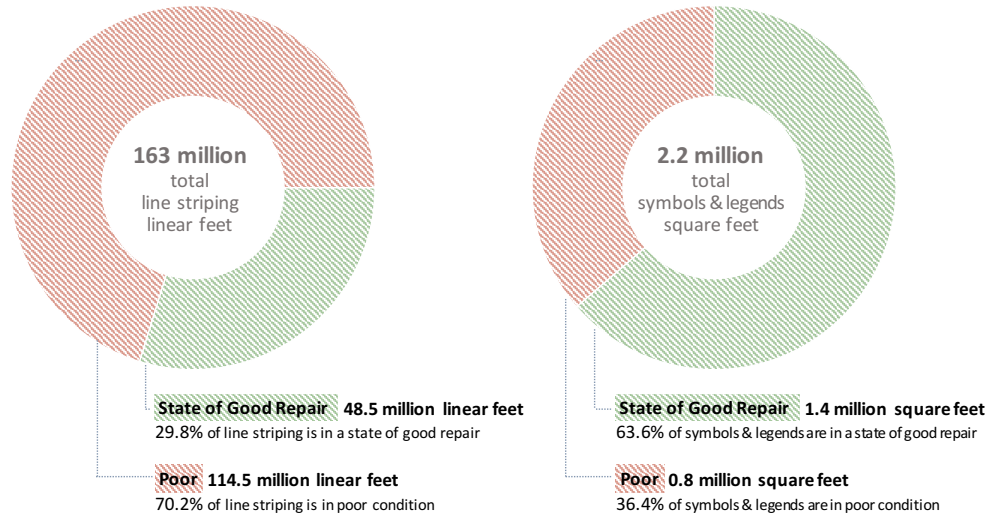 163 million
total
line striping
linear feet
2.2 million
total
symbols & legends
square feet
State of Good Repair 48.5 million linear feet
29.8% of line striping is in a state of good repair
Poor 114.5 million linear feet
70.2% of line striping is in poor condition
State of Good Repair 1.4 million square feet
63.6% of symbols & legends are in a state of good repair
Poor 0.8 million square feet
36.4% of symbols & legends are in poor condition